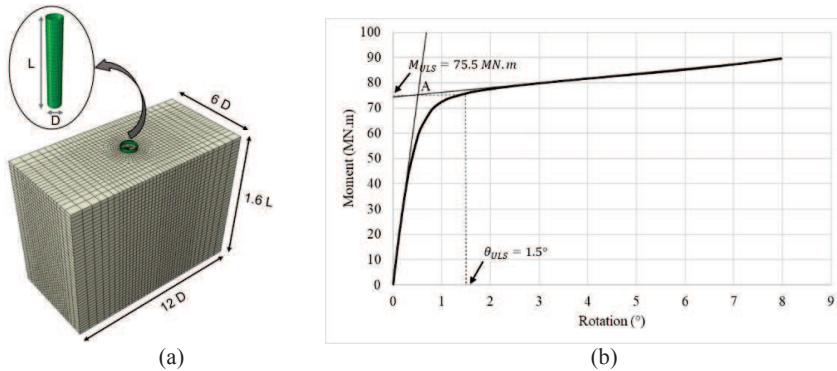 L
D
6 D
1.6 L
12 D
(a)
Moment (MN.m)
100
90
80
70
60
50
40
30
20
10
0
M_ULS = 75.5 MN.m
A
θ_ULS = 1.5°
0 1 2 3 4 5 6 7 8 9
Rotation (°)
(b)